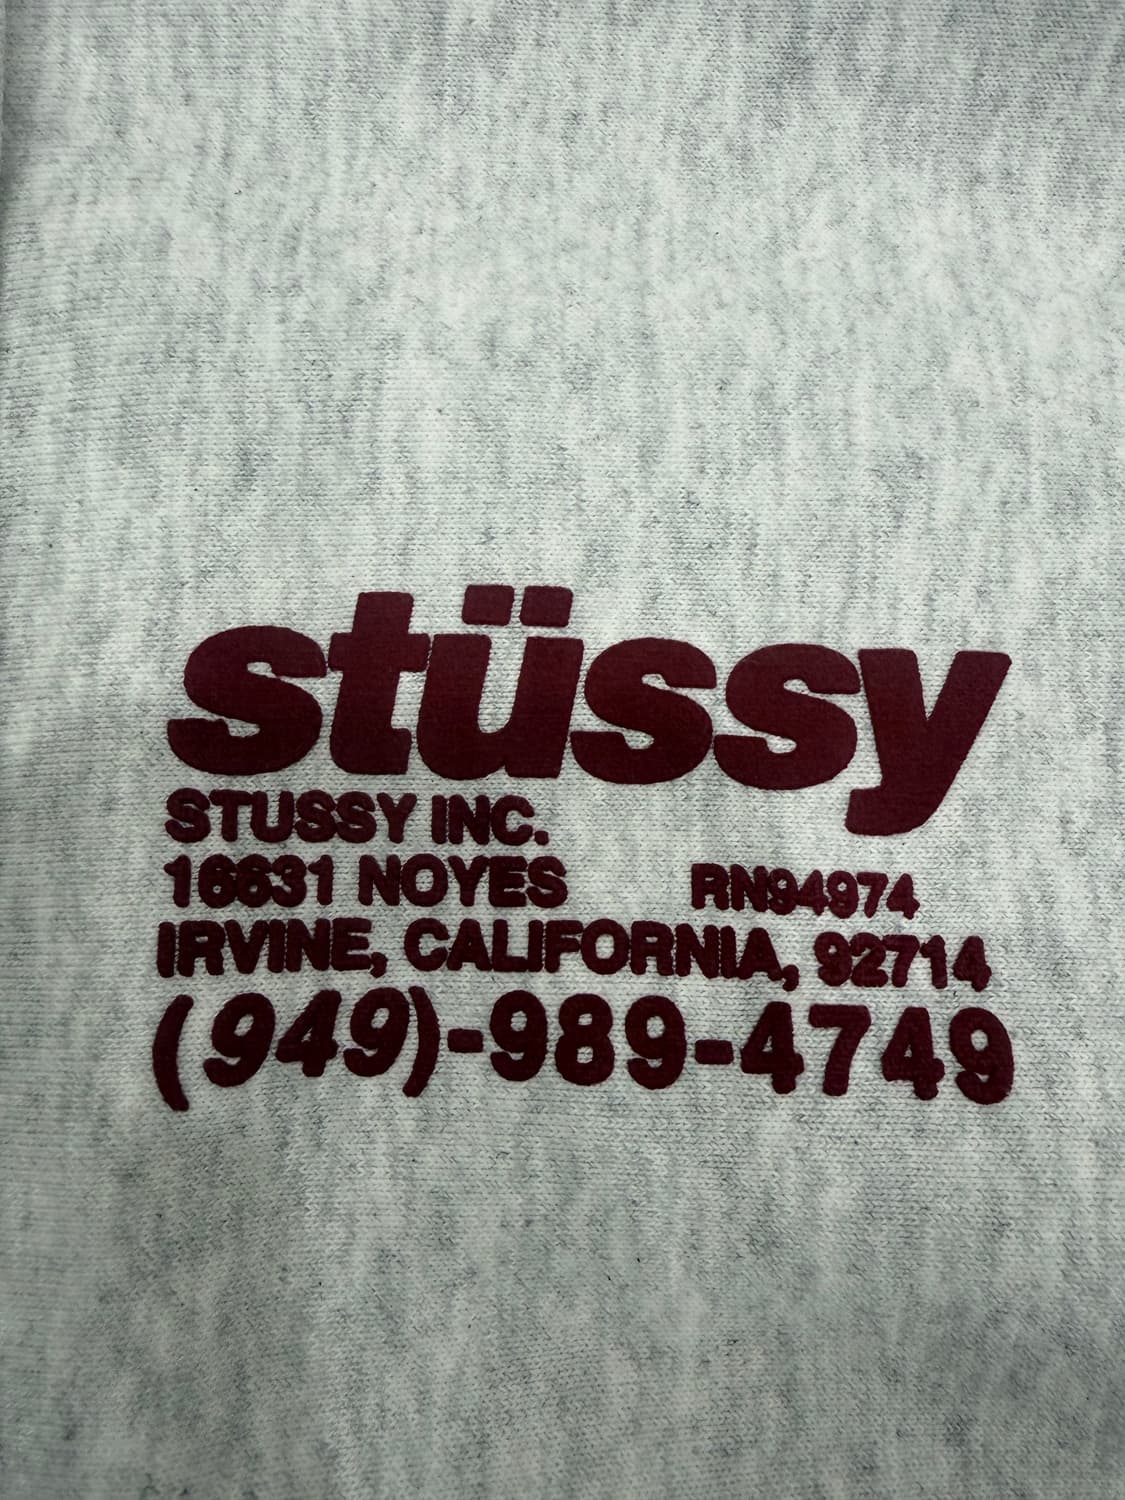 stüssy
STUSSY INC.
16631 NOYES RN94974
IRVINE, CALIFORNIA, 92714
(949)-989-4749